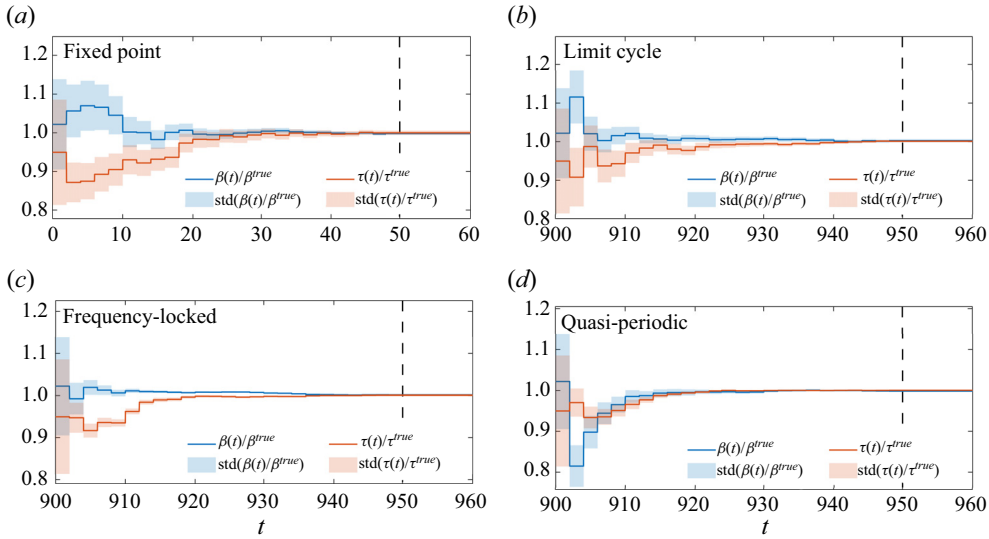 (a)
Fixed point
1.2
1.1
1.0
0.9
0.8
β(t)/β^true
τ(t)/τ^true
std(β(t)/β^true)
std(τ(t)/τ^true)
0 10 20 30 40 50 60
(b)
Limit cycle
1.2
1.1
1.0
0.9
0.8
β(t)/β^true
τ(t)/τ^true
std(β(t)/β^true)
std(τ(t)/τ^true)
900 910 920 930 940 950 960
(c)
Frequency-locked
1.2
1.1
1.0
0.9
0.8
β(t)/β^true
τ(t)/τ^true
std(β(t)/β^true)
std(τ(t)/τ^true)
900 910 920 930 940 950 960
t
(d)
Quasi-periodic
1.2
1.1
1.0
0.9
0.8
β(t)/β^true
τ(t)/τ^true
std(β(t)/β^true)
std(τ(t)/τ^true)
900 910 920 930 940 950 960
t